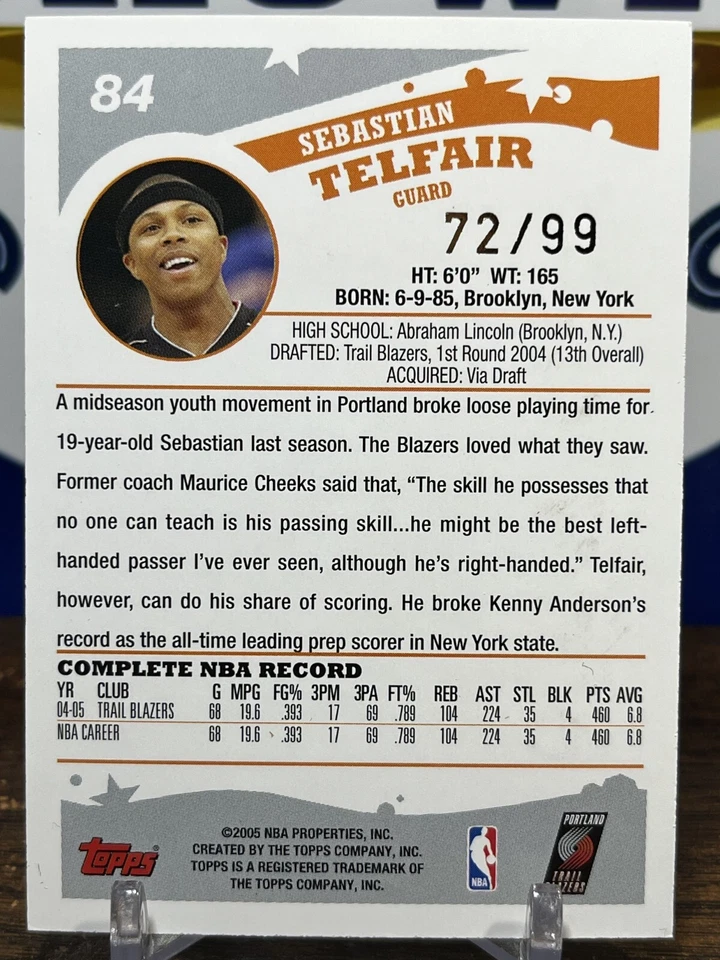 84
SEBASTIAN
TELFAIR
GUARD
72/99
HT: 6'0" WT: 165
BORN: 6-9-85, Brooklyn, New York
HIGH SCHOOL: Abraham Lincoln (Brooklyn, N.Y.)
DRAFTED: Trail Blazers, 1st Round 2004 (13th Overall)
ACQUIRED: Via Draft
A midseason youth movement in Portland broke loose playing time for
19-year-old Sebastian last season. The Blazers loved what they saw.
Former coach Maurice Cheeks said that, “The skill he possesses that
no one can teach is his passing skill...he might be the best left-
handed passer I've ever seen, although he's right-handed.” Telfair,
however, can do his share of scoring. He broke Kenny Anderson's
record as the all-time leading prep scorer in New York state.
COMPLETE NBA RECORD
YR CLUB G MPG FG% 3PM 3PA FT% REB AST STL BLK PTS AVG
04-05 TRAIL BLAZERS 68 19.6 .393 17 69 .789 104 224 35 4 460 6.8
NBA CAREER 68 19.6 .393 17 69 .789 104 224 35 4 460 6.8
©2005 NBA PROPERTIES, INC.
CREATED BY THE TOPPS COMPANY, INC.
TOPPS IS A REGISTERED TRADEMARK OF
THE TOPPS COMPANY, INC.
Topps
NBA
PORTLAND
TRAIL
BLAZERS